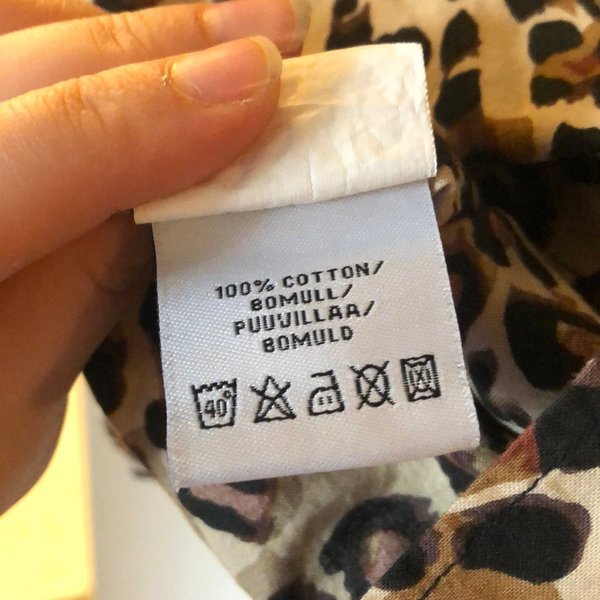 100% COTTON/
BOMULL/
PUUVILLAA/
BOMULD
40°